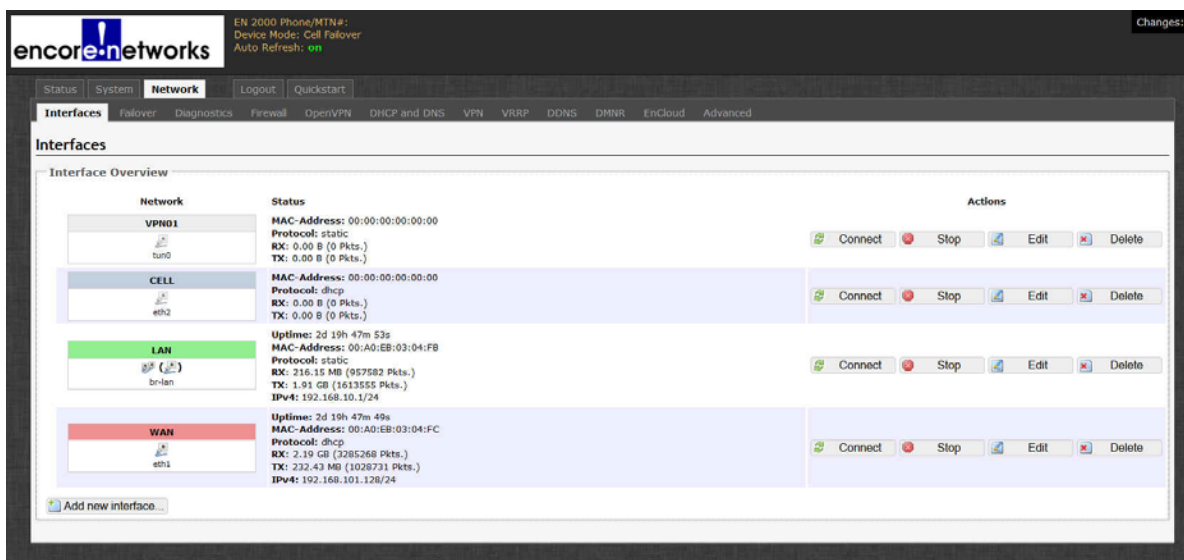 encore!networks
EN 2000 Phone/MTN#:
Device Mode: Cell Failover
Auto Refresh: on
Changes:
Status System Network Logout Quickstart
Interfaces Failover Diagnostics Firewall OpenVPN DHCP and DNS VPN VRRP DDNS DMNR EnCloud Advanced
Interfaces
Interface Overview
Network Status Actions
VPN01
tun0
MAC-Address: 00:00:00:00:00:00
Protocol: static
RX: 0.00 B (0 Pkts.)
TX: 0.00 B (0 Pkts.)
Connect Stop Edit Delete
CELL
eth2
MAC-Address: 00:00:00:00:00:00
Protocol: dhcp
RX: 0.00 B (0 Pkts.)
TX: 0.00 B (0 Pkts.)
Connect Stop Edit Delete
LAN
br-lan
Uptime: 2d 19h 47m 53s
MAC-Address: 00:A0:EB:03:04:FB
Protocol: static
RX: 216.15 MB (957582 Pkts.)
TX: 1.91 GB (1613555 Pkts.)
IPv4: 192.168.10.1/24
Connect Stop Edit Delete
WAN
eth1
Uptime: 2d 19h 47m 49s
MAC-Address: 00:A0:EB:03:04:FC
Protocol: dhcp
RX: 2.19 GB (3285268 Pkts.)
TX: 232.43 MB (1028731 Pkts.)
IPv4: 192.168.101.128/24
Connect Stop Edit Delete
Add new interface...